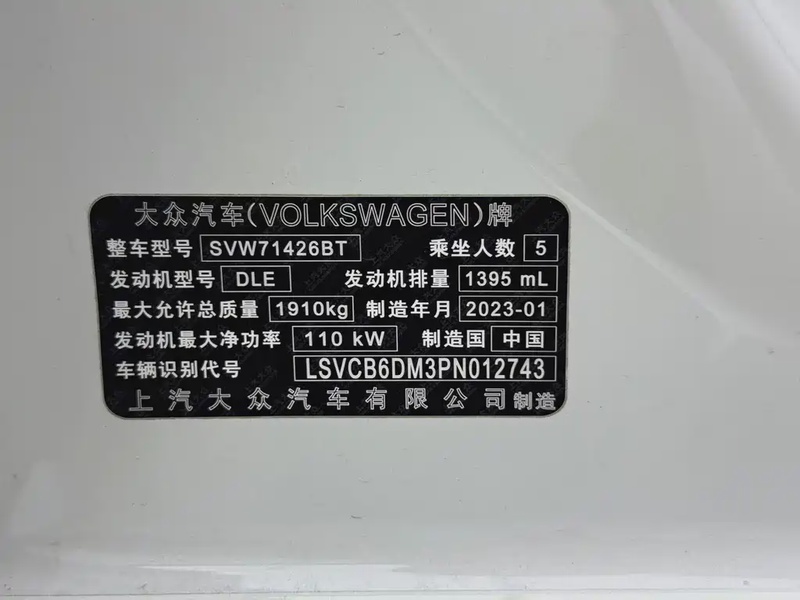 大众汽车(VOLKSWAGEN)牌
整车型号 SVW71426BT 乘坐人数 5
发动机型号 DLE 发动机排量 1395 mL
最大允许总质量 1910kg 制造年月 2023-01
发动机最大净功率 110 kW 制造国 中国
车辆识别代号 LSVCB6DM3PN012743
上汽大众汽车有限公司制造